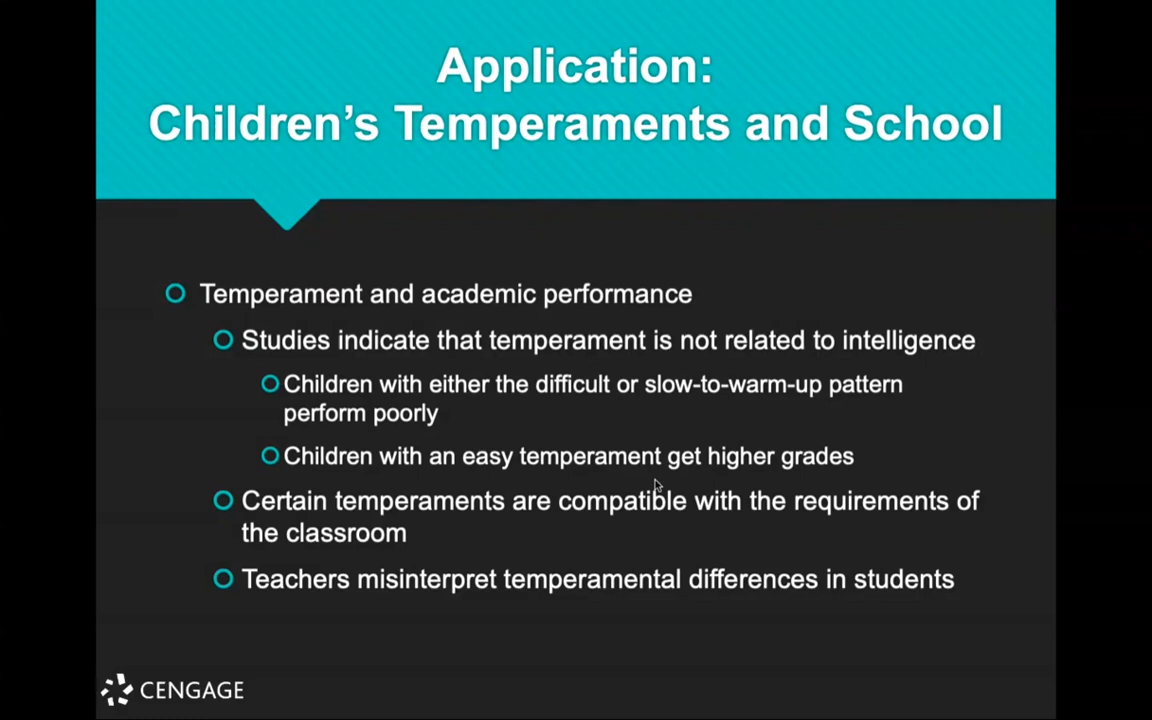 Application:
Children’s Temperaments and School
Temperament and academic performance
Studies indicate that temperament is not related to intelligence
Children with either the difficult or slow-to-warm-up pattern
perform poorly
Children with an easy temperament get higher grades
Certain temperaments are compatible with the requirements of
the classroom
Teachers misinterpret temperamental differences in students
CENGAGE